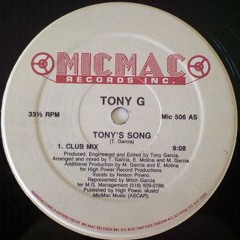 MICMAC
RECORDS INC.
TONY G
33⅓ RPM
Mic 506 AS
TONY'S SONG
(T. Garcia)
1. CLUB MIX 9:08
Produced, Engineered and Edited by Tony Garcia
Arranged and mixed by T. Garcia, E. Molina and M. Garcia
Additional Production by M. Garcia and E. Molina
for High Power Record Productions
Vocals by Nelson Pinero
Represented by Mitch Garcia
for M.G. Management (516) 829-0786
Published by High Power Music/
MicMac Music (ASCAP).